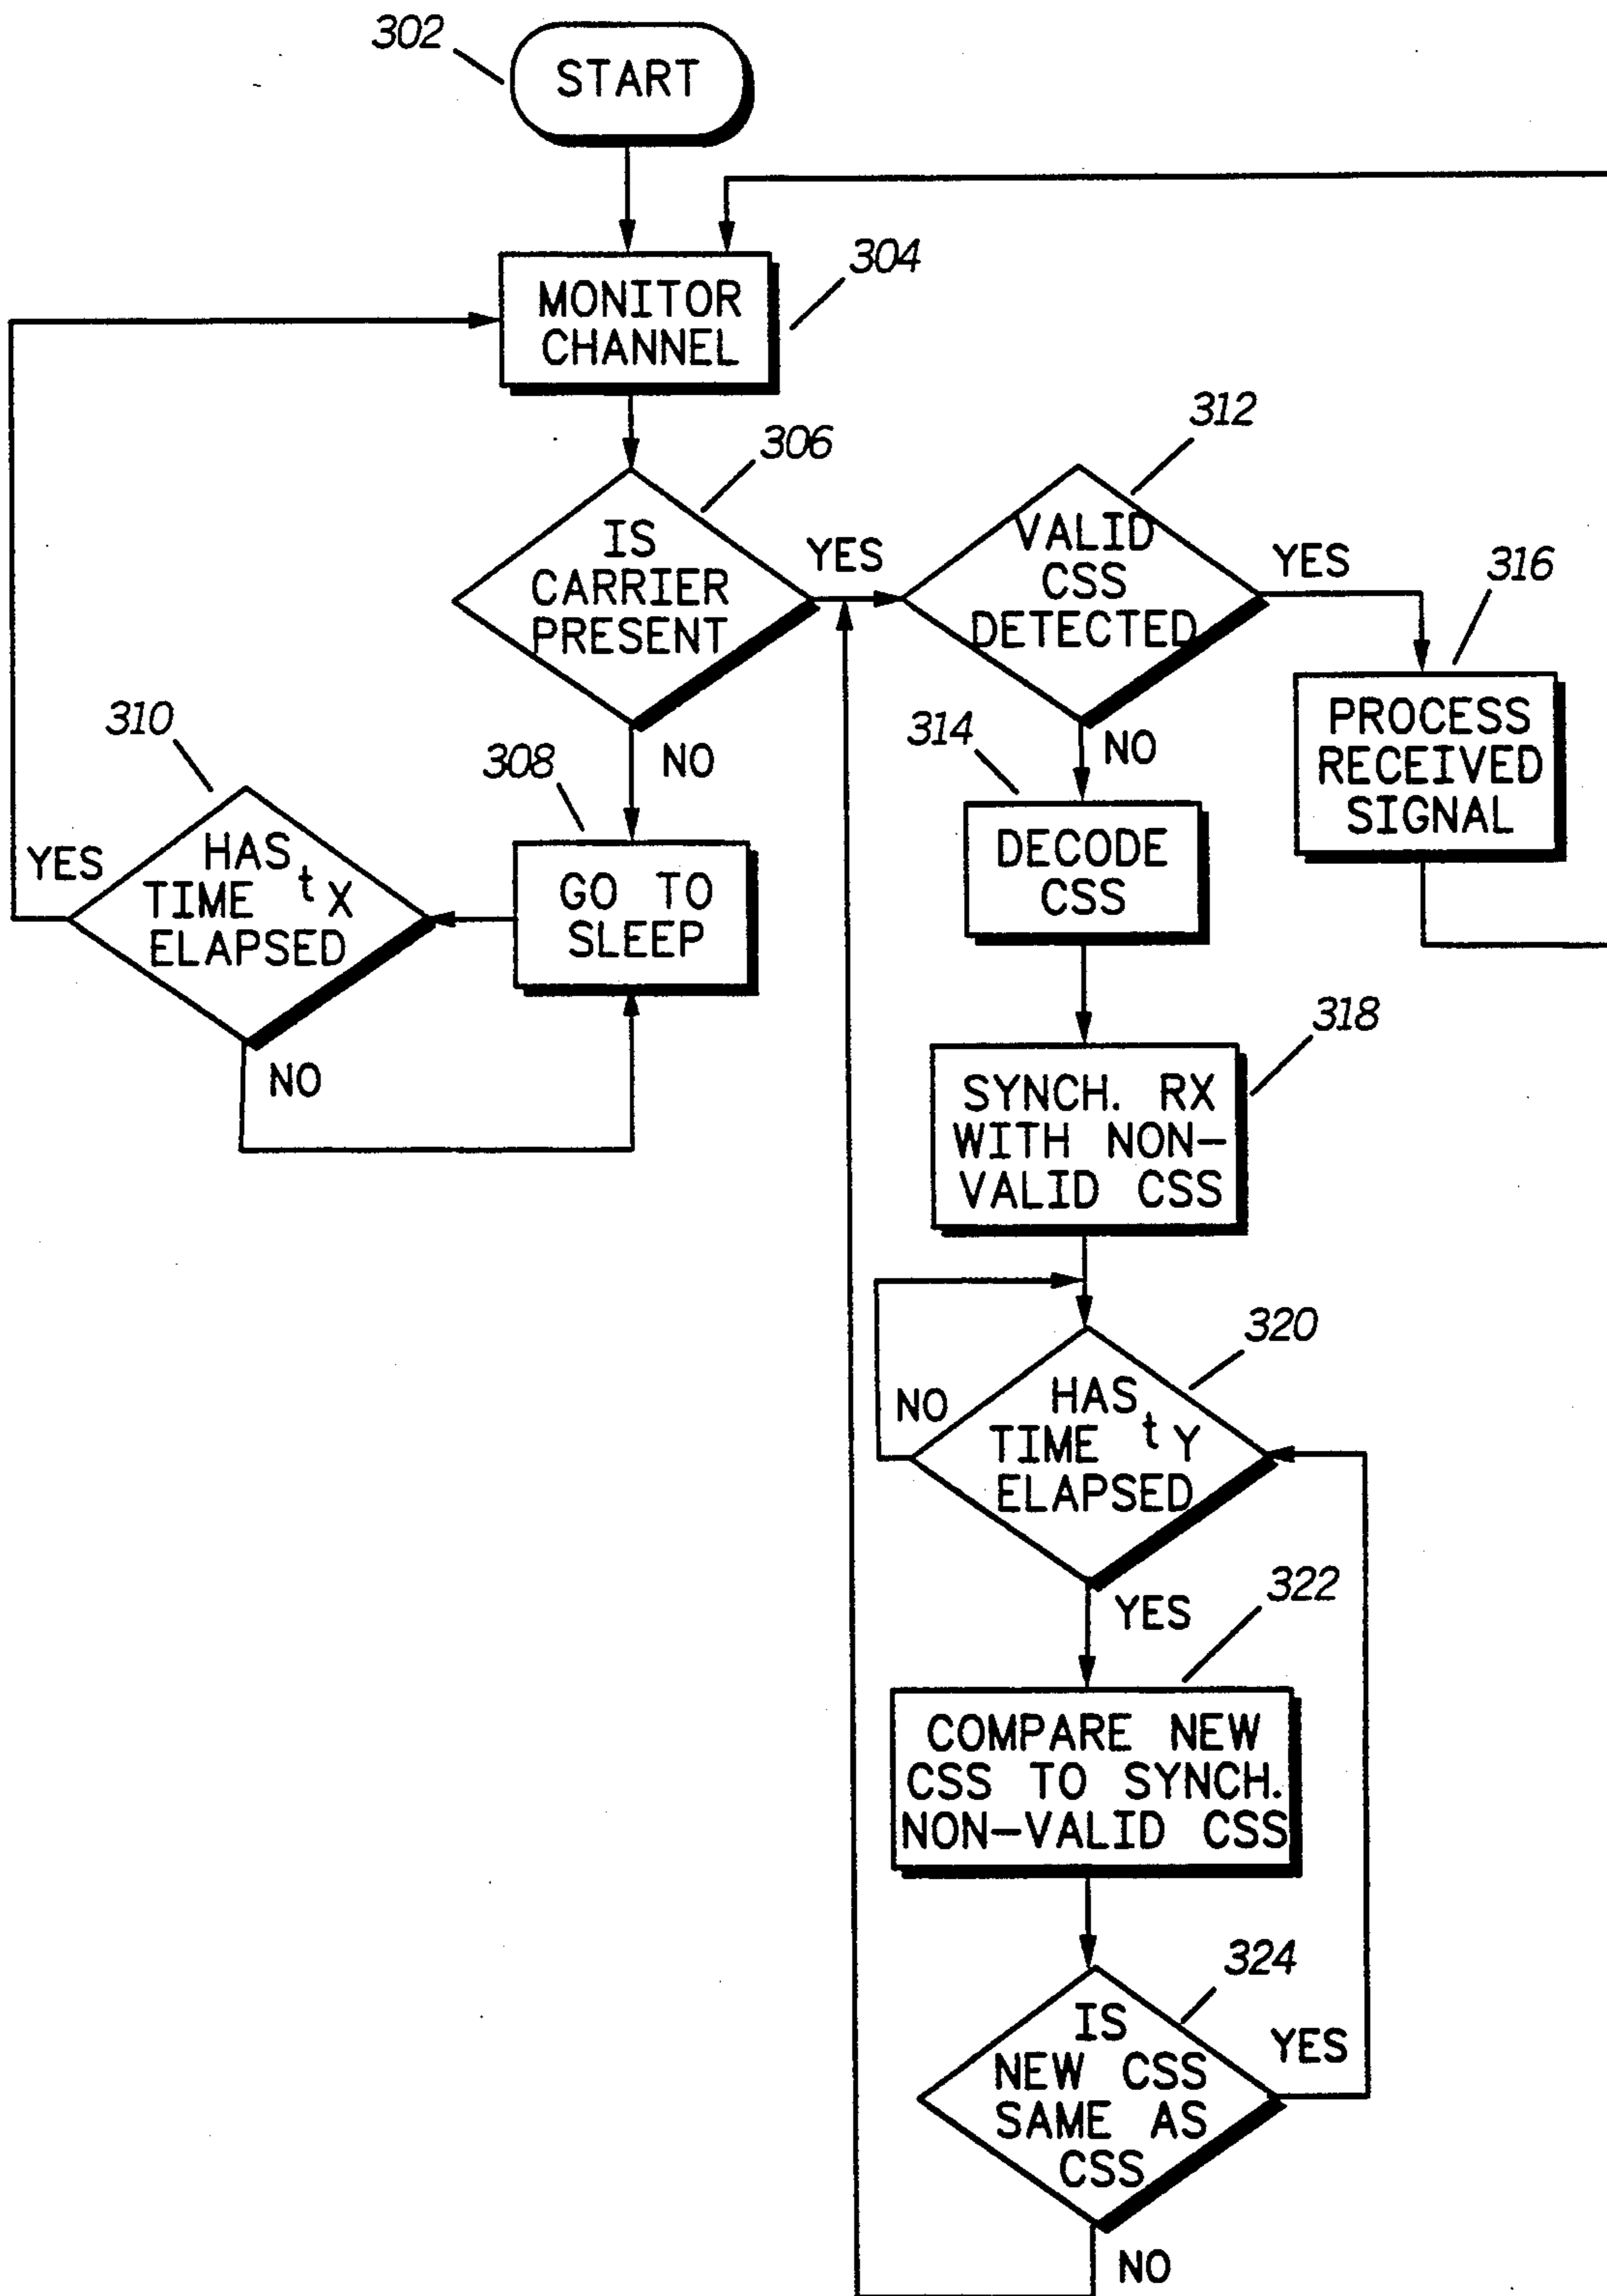 302
START
304
MONITOR
CHANNEL
306
IS
CARRIER
PRESENT
YES
NO
312
VALID
CSS
DETECTED
YES
NO
316
PROCESS
RECEIVED
SIGNAL
310
HAS
TIME tX
ELAPSED
YES
NO
308
GO TO
SLEEP
314
DECODE
CSS
318
SYNCH. RX
WITH NON-
VALID CSS
320
HAS
TIME tY
ELAPSED
NO
YES
322
COMPARE NEW
CSS TO SYNCH.
NON-VALID CSS
324
IS
NEW CSS
SAME AS
CSS
YES
NO